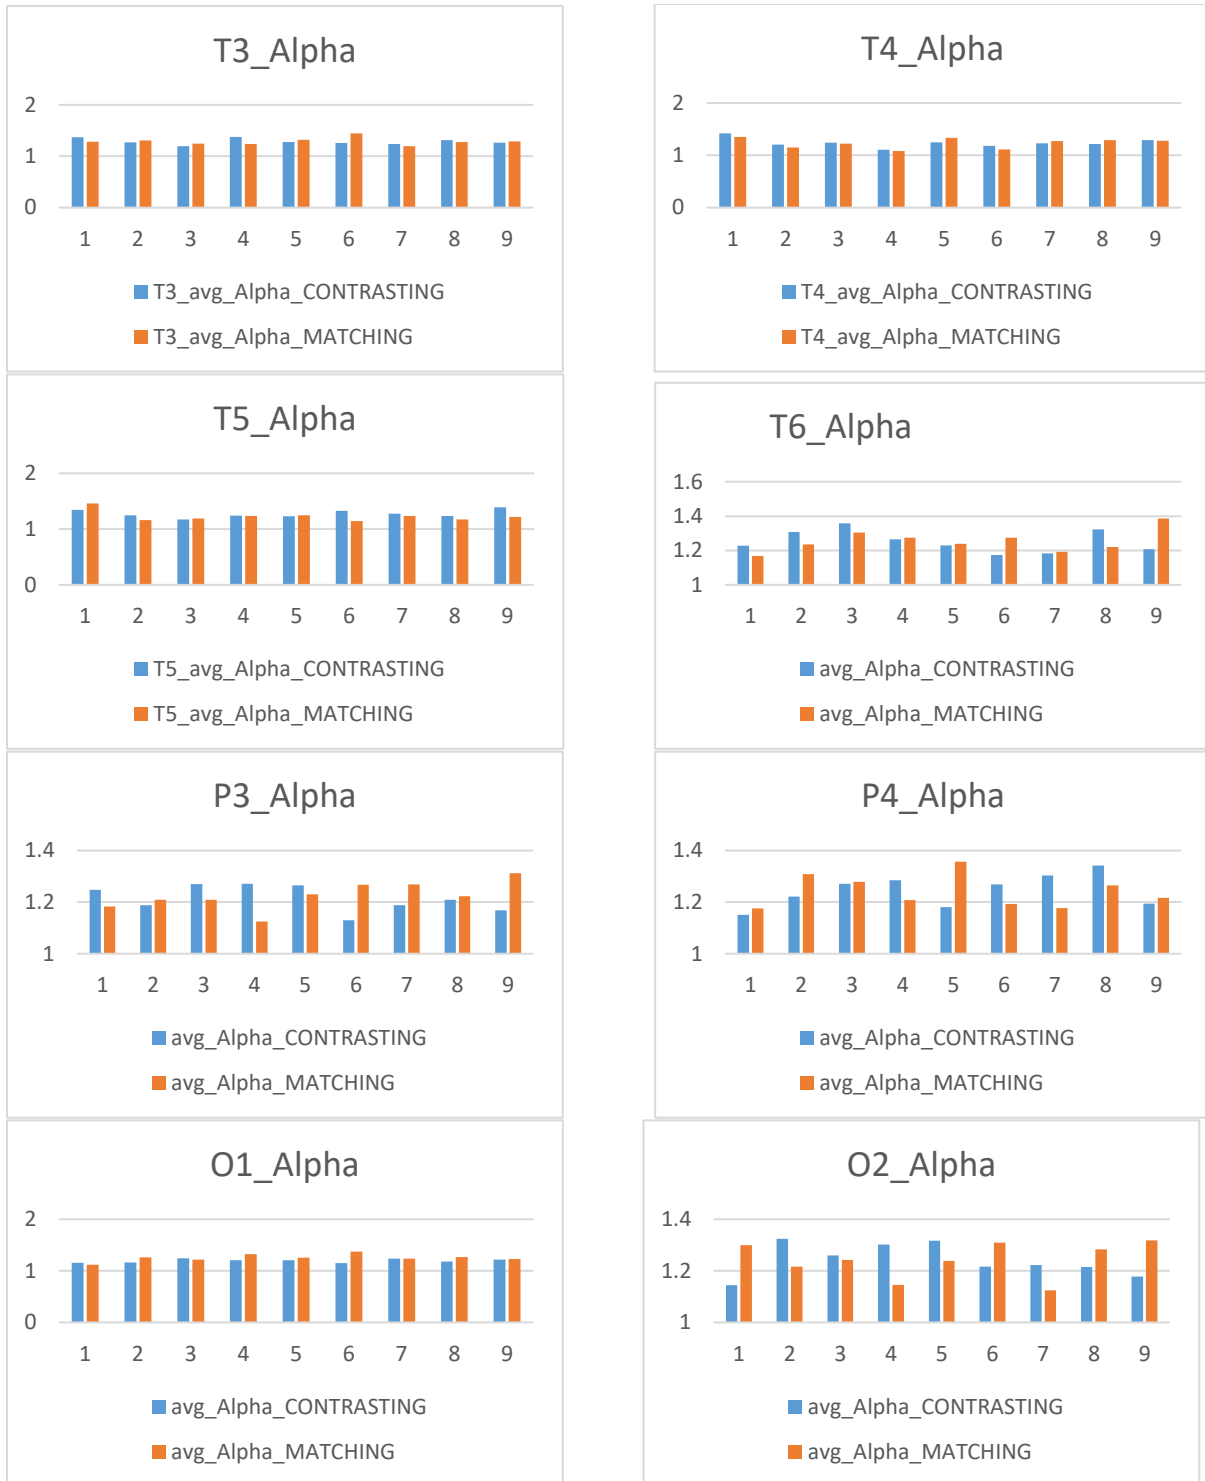 T3_Alpha
2
1
0
1 2 3 4 5 6 7 8 9
T3_avg_Alpha_CONTRASTING
T3_avg_Alpha_MATCHING
T4_Alpha
2
1
0
1 2 3 4 5 6 7 8 9
T4_avg_Alpha_CONTRASTING
T4_avg_Alpha_MATCHING
T5_Alpha
2
1
0
1 2 3 4 5 6 7 8 9
T5_avg_Alpha_CONTRASTING
T5_avg_Alpha_MATCHING
T6_Alpha
1.6
1.4
1.2
1
1 2 3 4 5 6 7 8 9
avg_Alpha_CONTRASTING
avg_Alpha_MATCHING
P3_Alpha
1.4
1.2
1
1 2 3 4 5 6 7 8 9
avg_Alpha_CONTRASTING
avg_Alpha_MATCHING
P4_Alpha
1.4
1.2
1
1 2 3 4 5 6 7 8 9
avg_Alpha_CONTRASTING
avg_Alpha_MATCHING
O1_Alpha
2
1
0
1 2 3 4 5 6 7 8 9
avg_Alpha_CONTRASTING
avg_Alpha_MATCHING
O2_Alpha
1.4
1.2
1
1 2 3 4 5 6 7 8 9
avg_Alpha_CONTRASTING
avg_Alpha_MATCHING